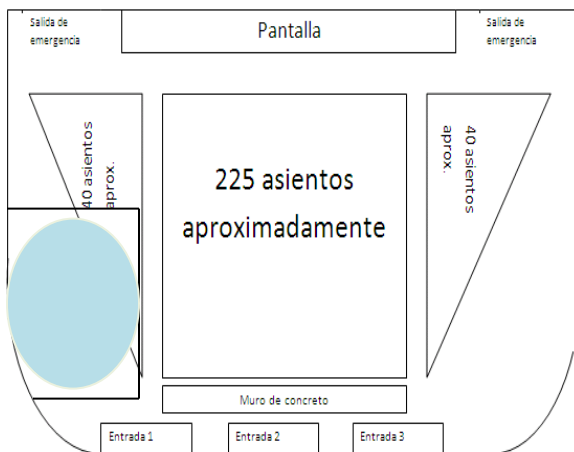 Salida de
emergencia
Pantalla
Salida de
emergencia
40 asientos
aprox.
225 asientos
aproximadamente
40 asientos
aprox.
Muro de concreto
Entrada 1
Entrada 2
Entrada 3